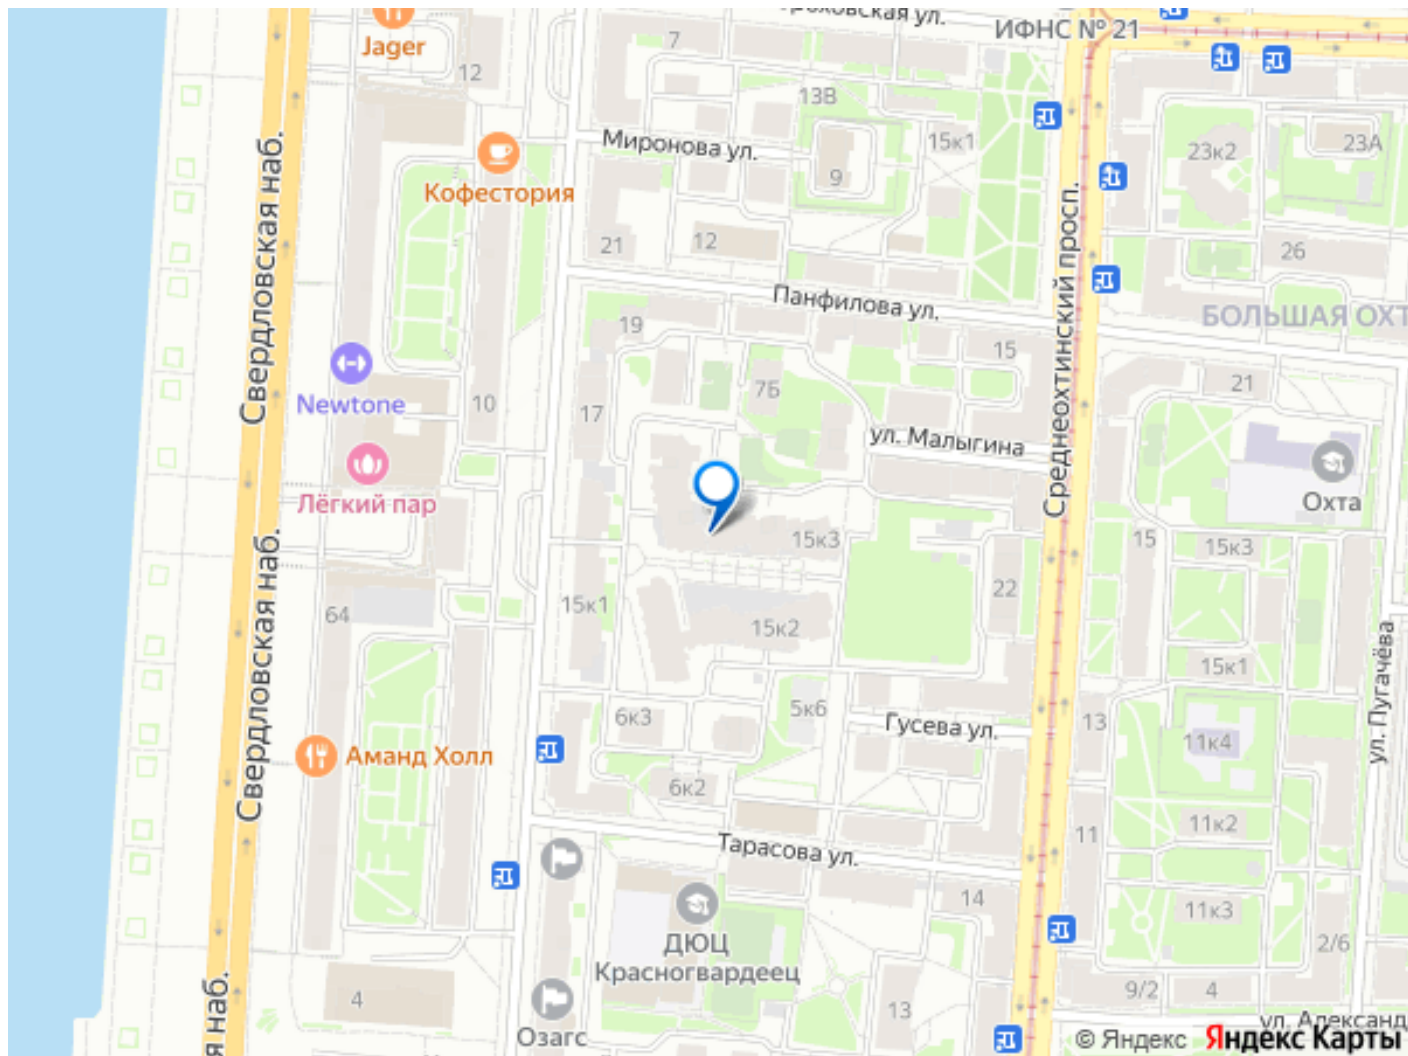 ИФНС № 21
Jager
7
12
13В
Миронова ул.
15к1
23к2
23А
9
Кофестория
Свердловская наб.
21
12
26
Панфилова ул.
Среднеохтинский просп.
БОЛЬШАЯ ОХТ
19
15
Newtone
10
7Б
21
17
ул. Малыгина
Лёгкий пар
Охта
15к3
15
15к3
Свердловская наб.
64
15к1
22
15к2
15к1
ул. Пугачёва
6к3
5к6
Гусева ул.
13
11к4
Аманд Холл
6к2
11
11к2
Тарасова ул.
14
11к3
ДЮЦ
Красногвардеец
2/6
4
13
9/2
4
я наб.
Озагс
ул. Александ
© Яндекс Яндекс Карты